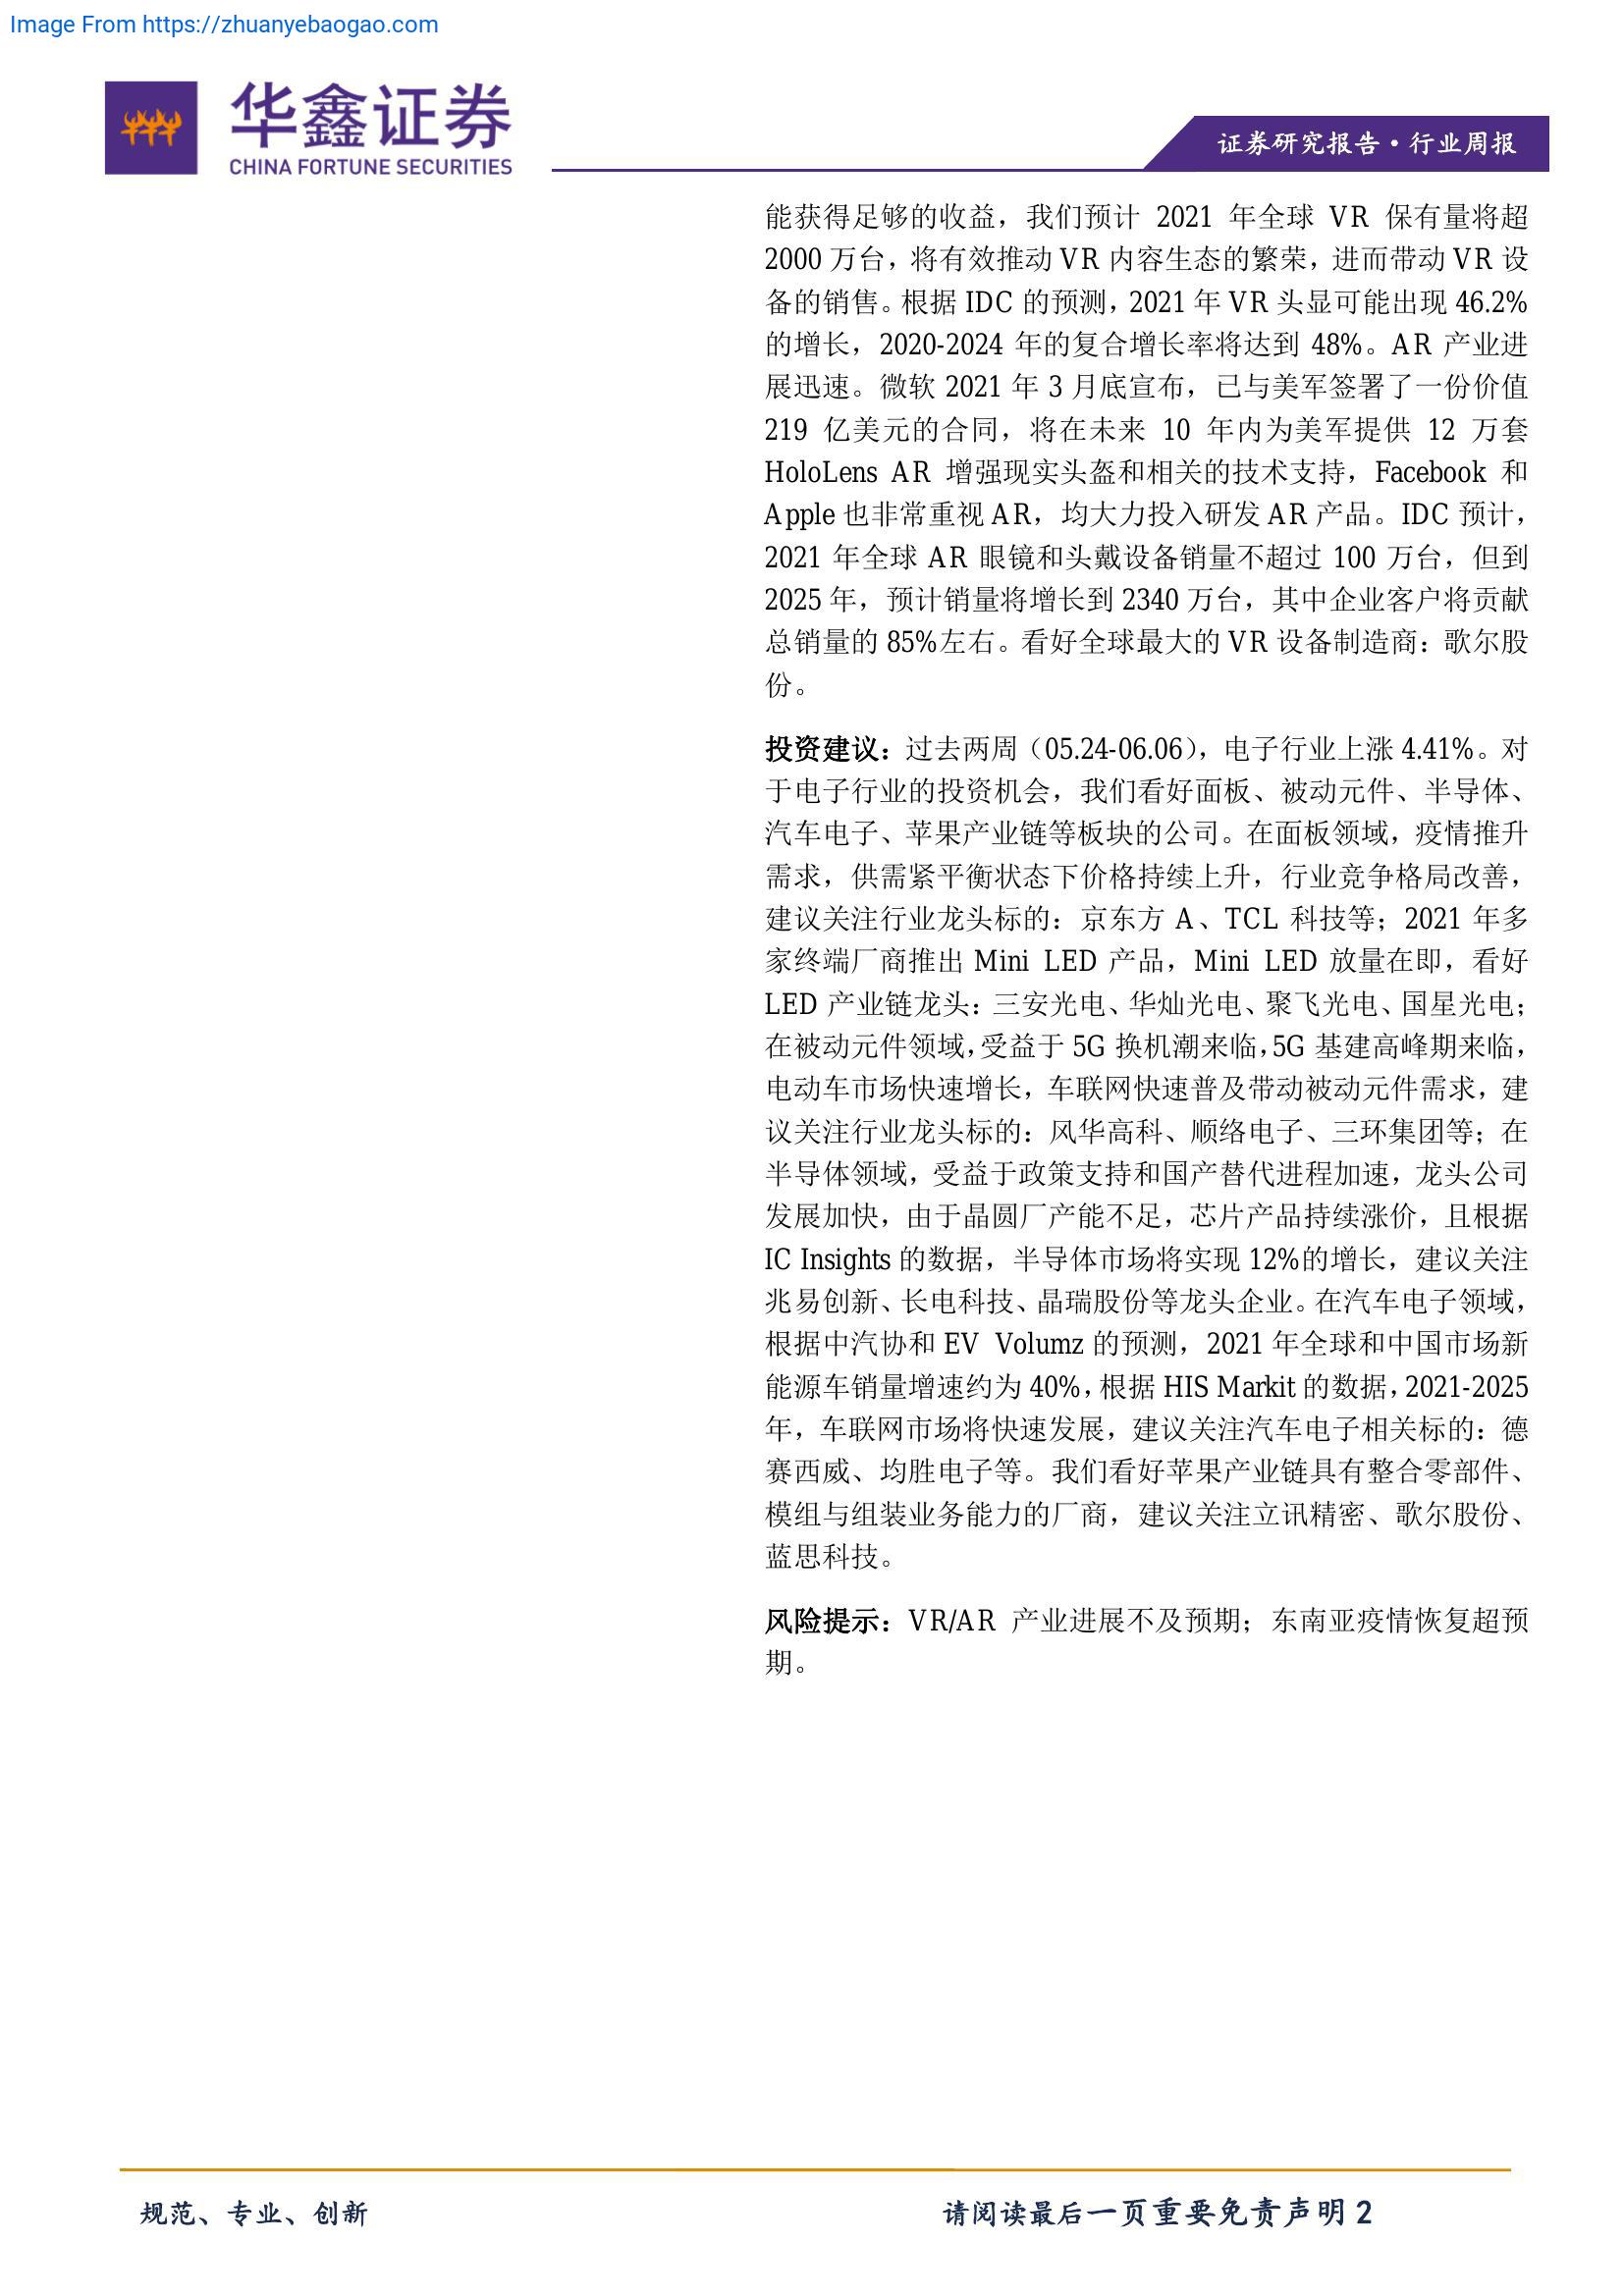 Image From https://zhuanyebaogao.com
华鑫证券
CHINA FORTUNE SECURITIES
证券研究报告·行业周报
能获得足够的收益，我们预计 2021 年全球 VR 保有量将超
2000 万台，将有效推动 VR 内容生态的繁荣，进而带动 VR 设
备的销售。根据 IDC 的预测，2021 年 VR 头显可能出现 46.2%
的增长，2020-2024 年的复合增长率将达到 48%。AR 产业进
展迅速。微软 2021 年 3 月底宣布，已与美军签署了一份价值
219 亿美元的合同，将在未来 10 年内为美军提供 12 万套
HoloLens AR 增强现实头盔和相关的技术支持，Facebook 和
Apple 也非常重视 AR，均大力投入研发 AR 产品。IDC 预计，
2021 年全球 AR 眼镜和头戴设备销量不超过 100 万台，但到
2025 年，预计销量将增长到 2340 万台，其中企业客户将贡献
总销量的 85%左右。看好全球最大的 VR 设备制造商：歌尔股
份。
投资建议：过去两周（05.24-06.06），电子行业上涨 4.41%。对
于电子行业的投资机会，我们看好面板、被动元件、半导体、
汽车电子、苹果产业链等板块的公司。在面板领域，疫情推升
需求，供需紧平衡状态下价格持续上升，行业竞争格局改善，
建议关注行业龙头标的：京东方 A、TCL 科技等；2021 年多
家终端厂商推出 Mini LED 产品，Mini LED 放量在即，看好
LED 产业链龙头：三安光电、华灿光电、聚飞光电、国星光电；
在被动元件领域，受益于 5G 换机潮来临，5G 基建高峰期来临，
电动车市场快速增长，车联网快速普及带动被动元件需求，建
议关注行业龙头标的：风华高科、顺络电子、三环集团等；在
半导体领域，受益于政策支持和国产替代进程加速，龙头公司
发展加快，由于晶圆厂产能不足，芯片产品持续涨价，且根据
IC Insights 的数据，半导体市场将实现 12%的增长，建议关注
兆易创新、长电科技、晶瑞股份等龙头企业。在汽车电子领域，
根据中汽协和 EV Volumz 的预测，2021 年全球和中国市场新
能源车销量增速约为 40%，根据 HIS Markit 的数据，2021-2025
年，车联网市场将快速发展，建议关注汽车电子相关标的：德
赛西威、均胜电子等。我们看好苹果产业链具有整合零部件、
模组与组装业务能力的厂商，建议关注立讯精密、歌尔股份、
蓝思科技。
风险提示：VR/AR 产业进展不及预期；东南亚疫情恢复超预
期。
规范、专业、创新
请阅读最后一页重要免责声明 2